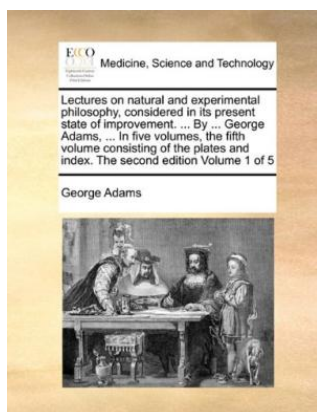 ECCO
Medicine, Science and Technology
Lectures on natural and experimental
philosophy, considered in its present
state of improvement. ... By ... George
Adams, ... In five volumes, the fifth
volume consisting of the plates and
index. The second edition Volume 1 of 5
George Adams